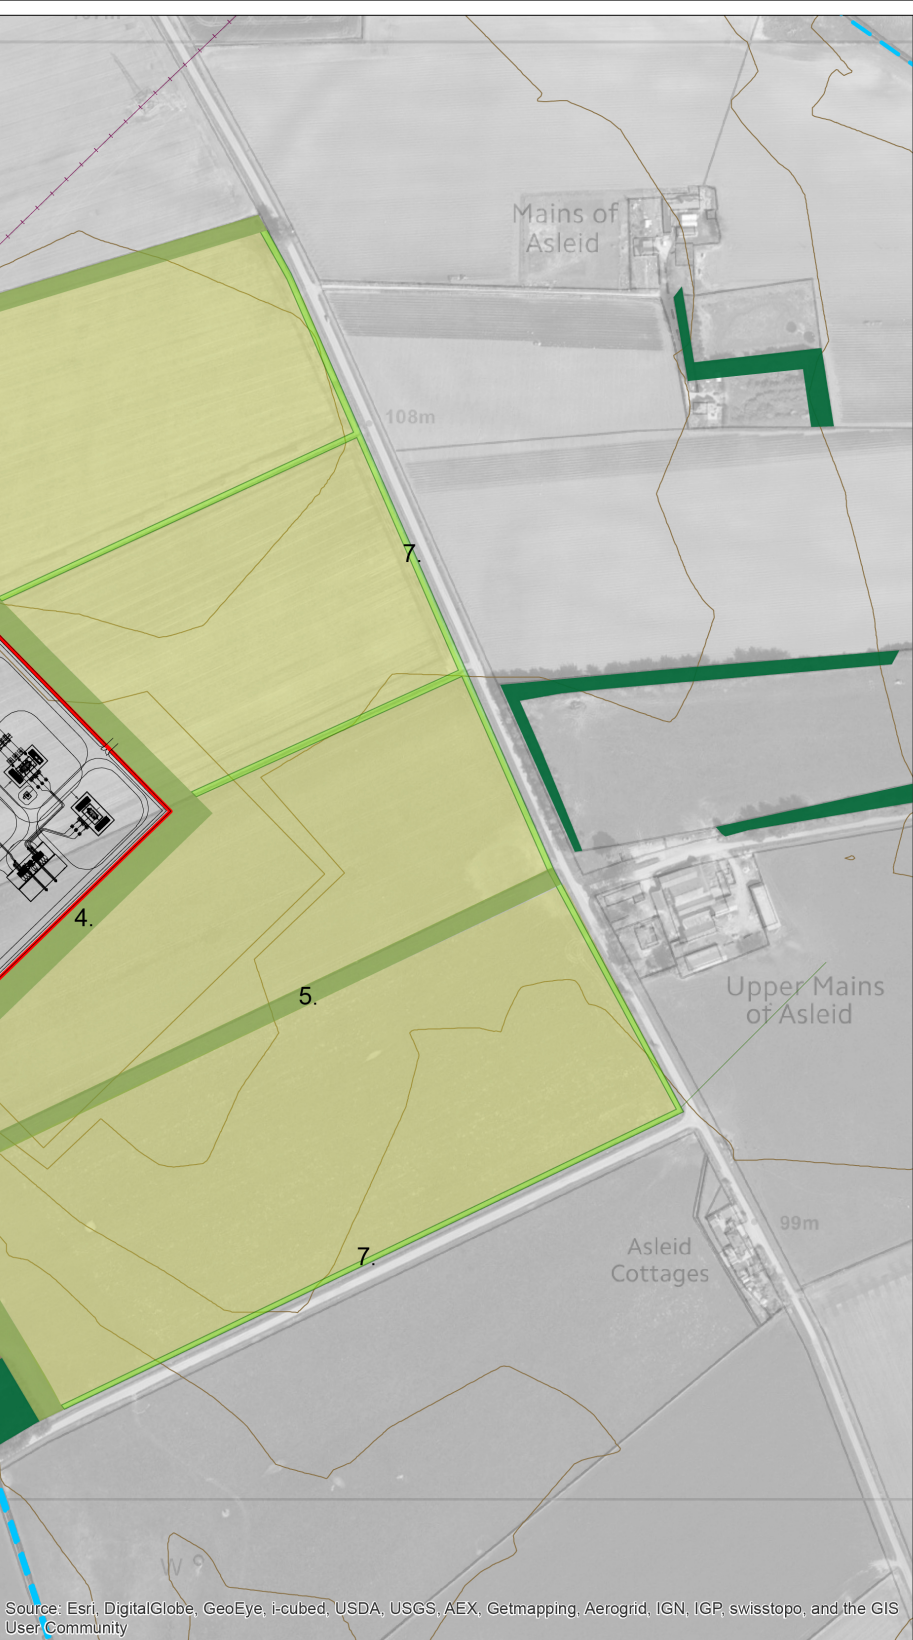 Mains of
Asleid
108m
7.
4.
5.
Upper Mains
of Asleid
99m
Asleid
Cottages
7.
W
Source: Esri, DigitalGlobe, GeoEye, i-cubed, USDA, USGS, AEX, Getmapping, Aerogrid, IGN, IGP, swisstopo, and the GIS
User Community